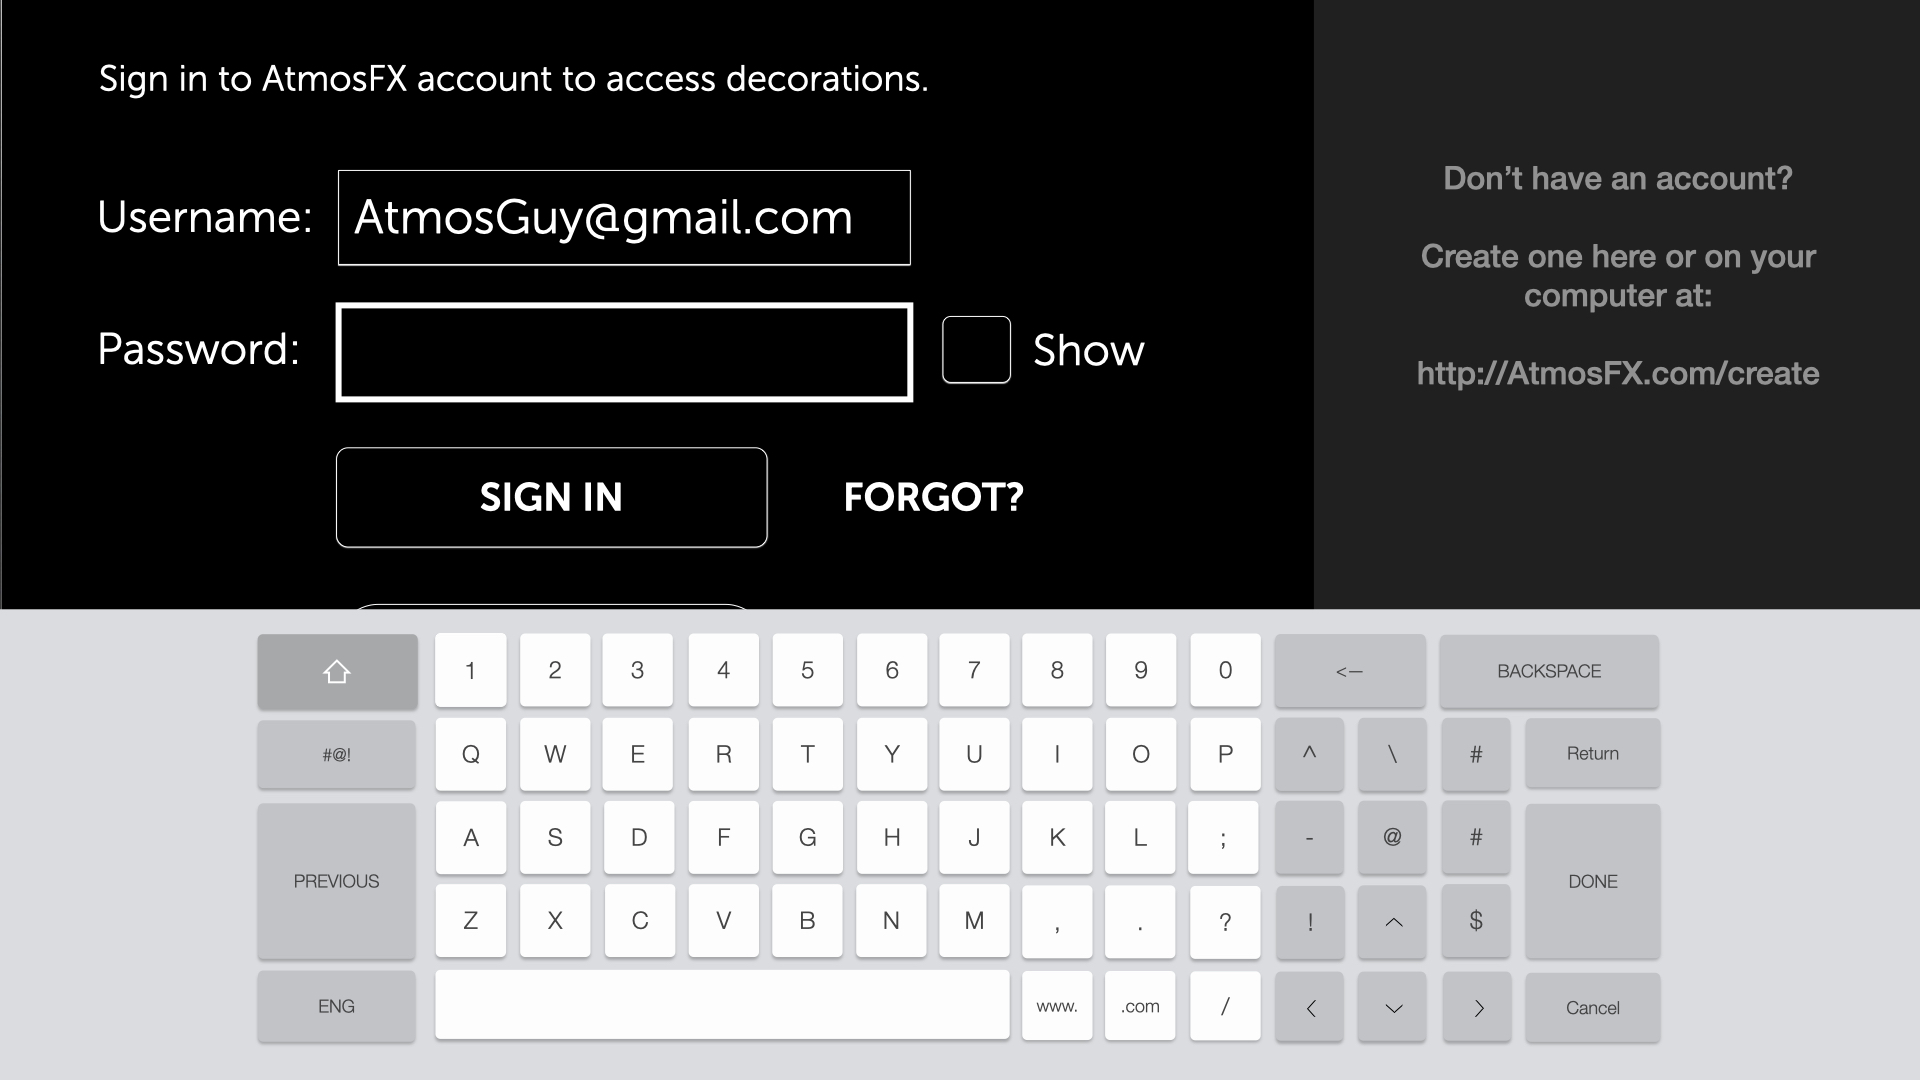 Sign in to AtmosFX account to access decorations.
Username: AtmosGuy@gmail.com
Password: Show
SIGN IN FORGOT?
Don’t have an account?
Create one here or on your
computer at:
http://AtmosFX.com/create
1 2 3 4 5 6 7 8 9 0 <– BACKSPACE
#@! Q W E R T Y U I O P ^ \ # Return
A S D F G H J K L ; - @ #
PREVIOUS DONE
Z X C V B N M , . ? ! ^ $
ENG www. .com / < > Cancel